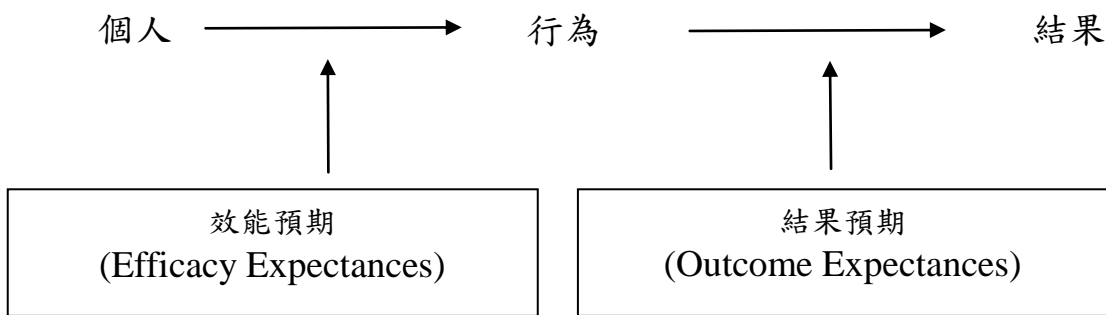 個人
行為
結果
效能預期
(Efficacy Expectances)
結果預期
(Outcome Expectances)